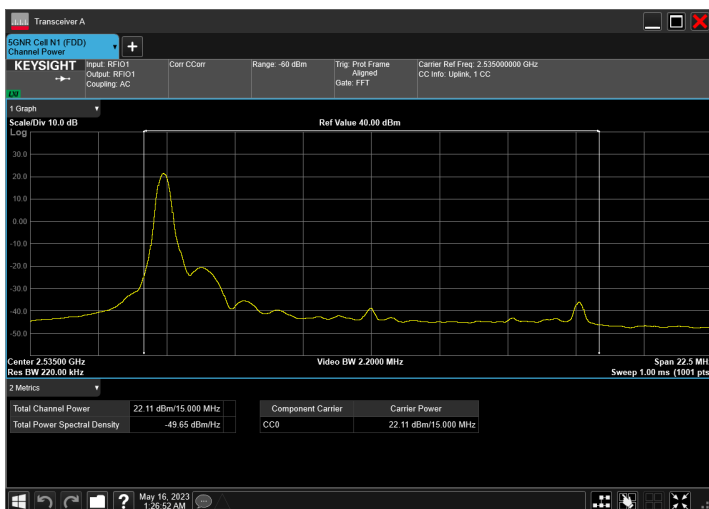 Transceiver A
5GNR Cell N1 (FDD)
Channel Power
KEYSIGHT
LXI
Input: RFIO1
Output: RFIO1
Coupling: AC
Corr CCorr
Range: -60 dBm
Trig: Prot Frame
Aligned
Gate: FFT
Carrier Ref Freq: 2.535000000 GHz
CC Info: Uplink, 1 CC
1 Graph
Scale/Div 10.0 dB
Ref Value 40.00 dBm
Log
30.0
20.0
10.0
0.00
-10.0
-20.0
-30.0
-40.0
-50.0
Center 2.53500 GHz
Video BW 2.2000 MHz
Span 22.5 MH
Res BW 220.00 kHz
Sweep 1.00 ms (1001 pts
2 Metrics
Total Channel Power 22.11 dBm/15.000 MHz
Total Power Spectral Density -49.65 dBm/Hz
Component Carrier Carrier Power
CC0 22.11 dBm/15.000 MHz
May 16, 2023
1:26:52 AM